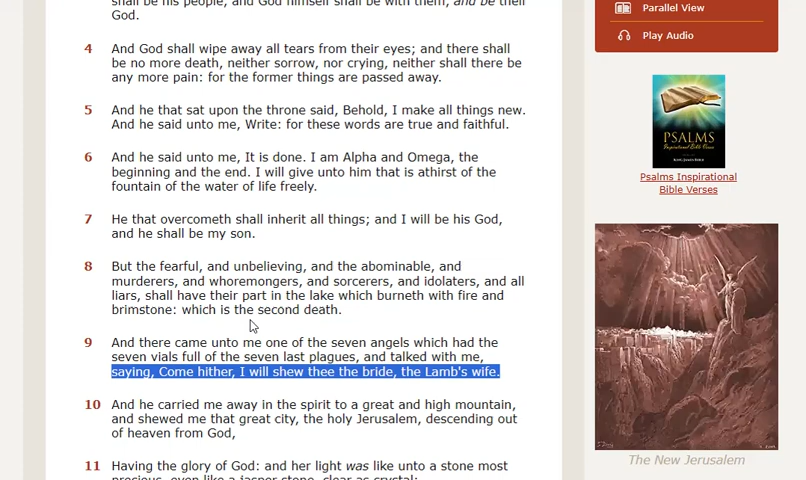 shall be his people, and God himself shall be with them, and be their
God.
4 And God shall wipe away all tears from their eyes; and there shall
be no more death, neither sorrow, nor crying, neither shall there be
any more pain: for the former things are passed away.
5 And he that sat upon the throne said, Behold, I make all things new.
And he said unto me, Write: for these words are true and faithful.
6 And he said unto me, It is done. I am Alpha and Omega, the
beginning and the end. I will give unto him that is athirst of the
fountain of the water of life freely.
7 He that overcometh shall inherit all things; and I will be his God,
and he shall be my son.
8 But the fearful, and unbelieving, and the abominable, and
murderers, and whoremongers, and sorcerers, and idolaters, and all
liars, shall have their part in the lake which burneth with fire and
brimstone: which is the second death.
9 And there came unto me one of the seven angels which had the
seven vials full of the seven last plagues, and talked with me,
saying, Come hither, I will shew thee the bride, the Lamb's wife.
10 And he carried me away in the spirit to a great and high mountain,
and shewed me that great city, the holy Jerusalem, descending out
of heaven from God,
11 Having the glory of God: and her light was like unto a stone most
precious, even like a jasper stone, clear as crystal;
Parallel View
Play Audio
PSALMS
Inspirational Bible Verses
Psalms Inspirational
Bible Verses
The New Jerusalem